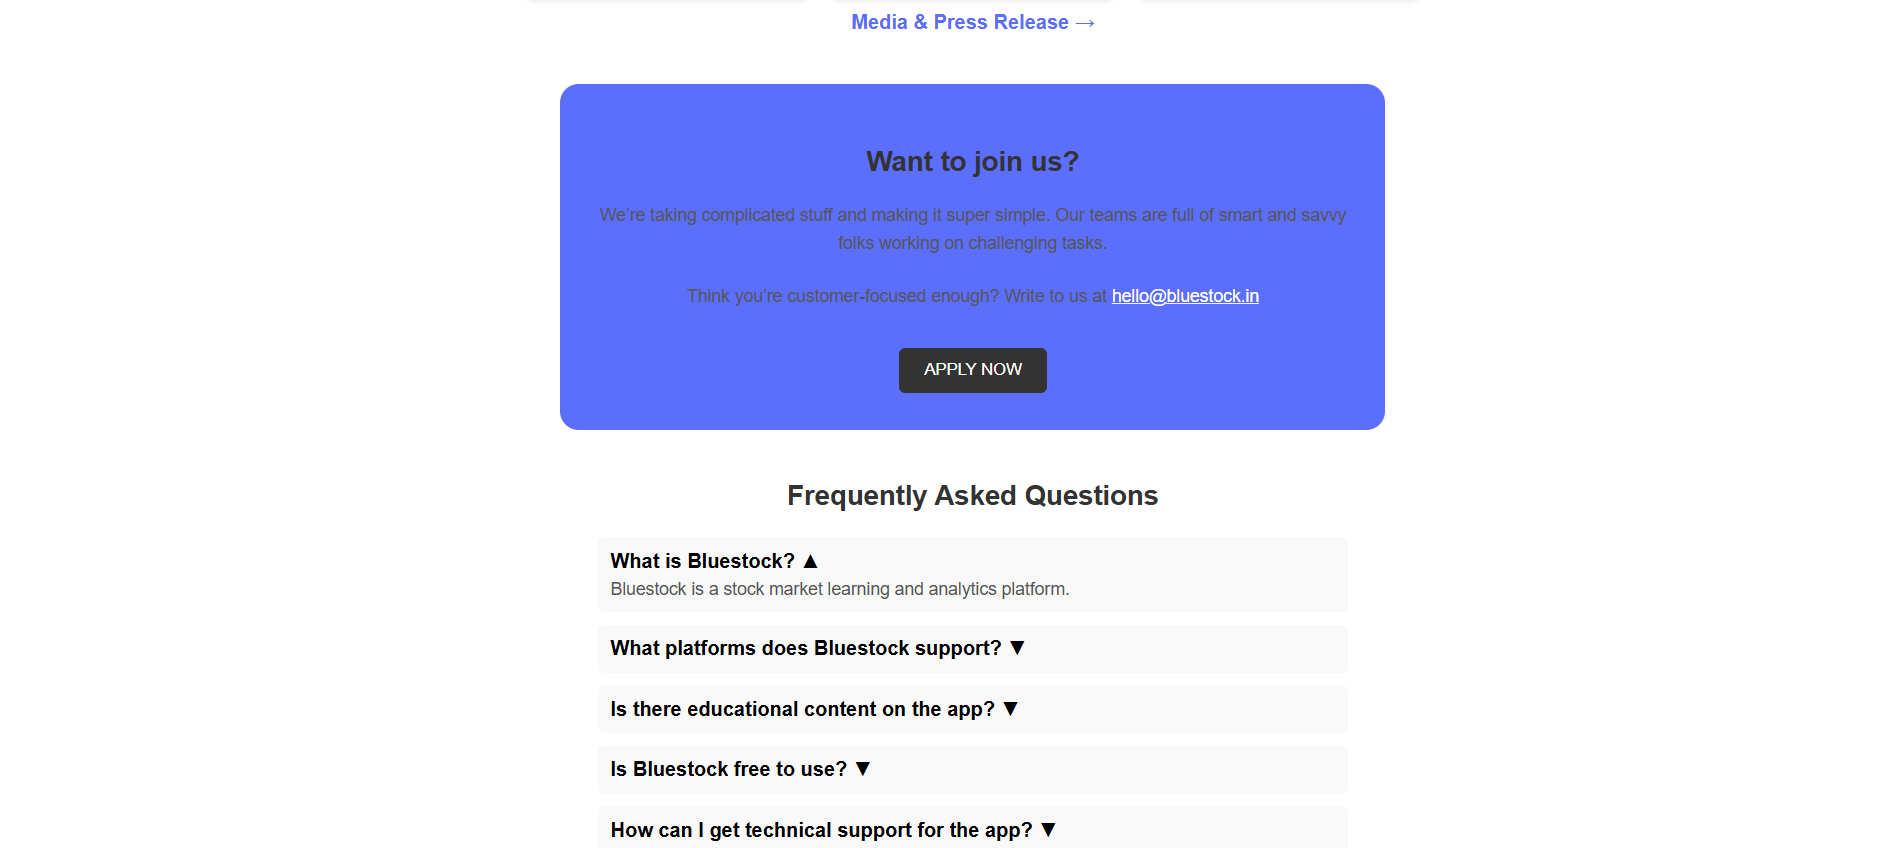 Media & Press Release →
Want to join us?
We’re taking complicated stuff and making it super simple. Our teams are full of smart and savvy
folks working on challenging tasks.
Think you’re customer-focused enough? Write to us at hello@bluestock.in
APPLY NOW
Frequently Asked Questions
What is Bluestock? ▲
Bluestock is a stock market learning and analytics platform.
What platforms does Bluestock support? ▼
Is there educational content on the app? ▼
Is Bluestock free to use? ▼
How can I get technical support for the app? ▼